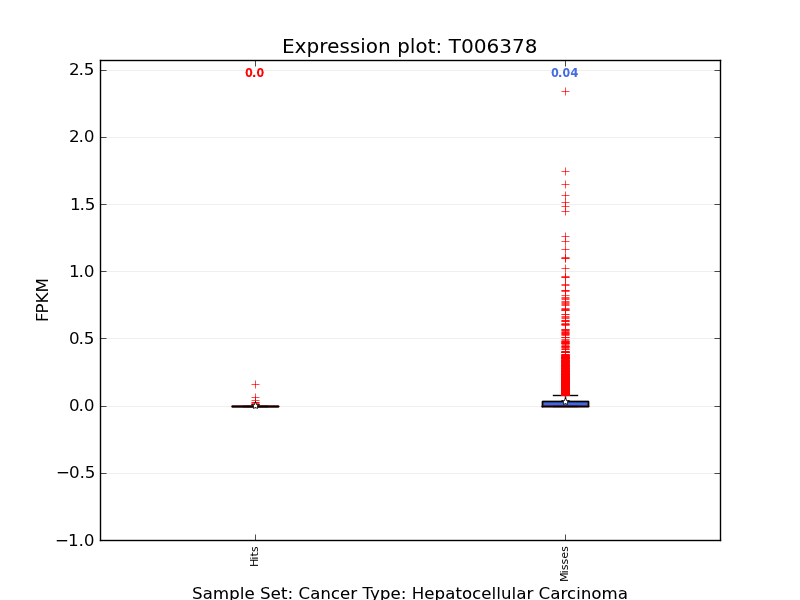 Expression plot: T006378
0.0
0.04
2.5
2.0
1.5
1.0
0.5
0.0
−0.5
−1.0
FPKM
Hits
Misses
Sample Set: Cancer Type: Hepatocellular Carcinoma